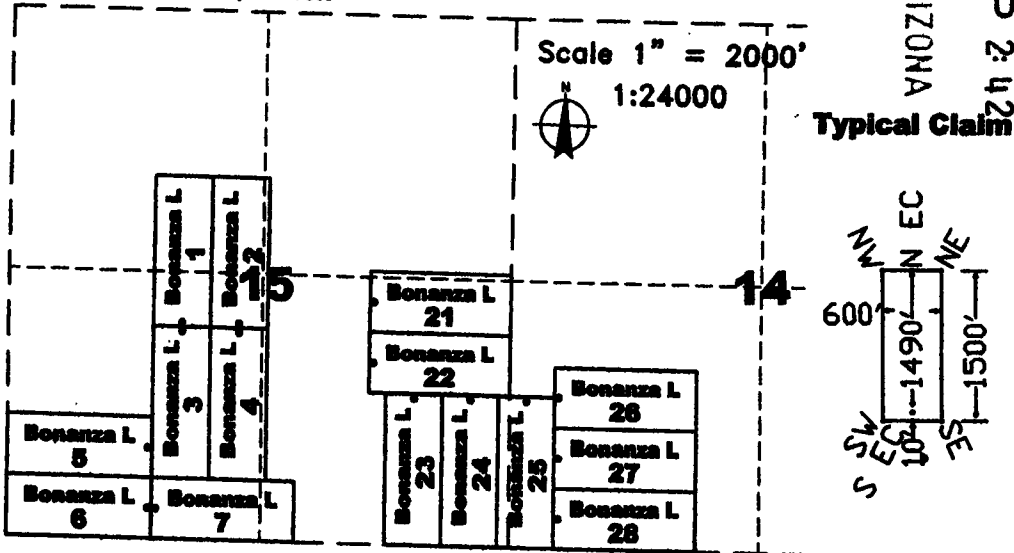 Scale 1" = 2000'
1:24000
N
IZONA
2:42
Typical Claim
Bonanza L
1
Bonanza L
2
15
14
Bonanza L
21
Bonanza L
22
Bonanza L
3
Bonanza L
4
Bonanza L
5
Bonanza L
6
Bonanza L
7
Bonanza L
23
Bonanza L
24
Bonanza L
25
Bonanza L
26
Bonanza L
27
Bonanza L
28
NW
N EC
NE
600'
1490'
1500'
10'
SW
S EC
SE